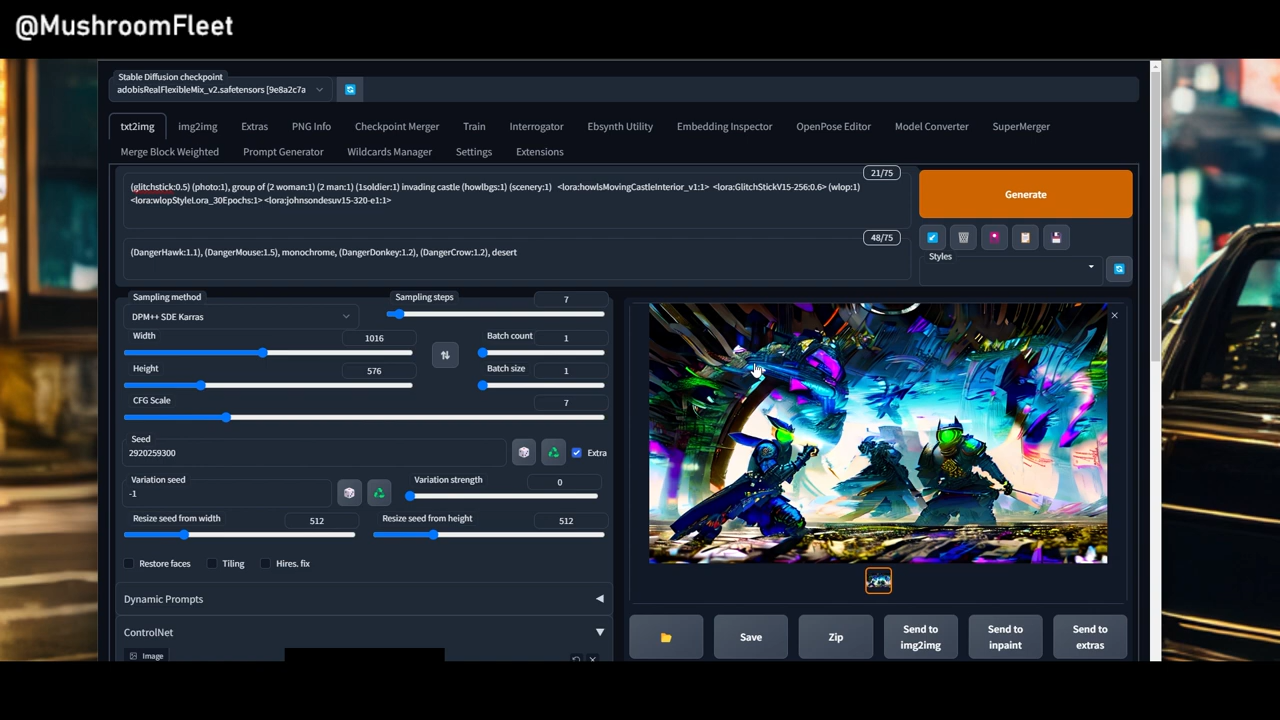 @MushroomFleet
Stable Diffusion checkpoint
adobisRealFlexibleMix_v2.safetensors [9e8a2c7a
txt2img img2img Extras PNG Info Checkpoint Merger Train Interrogator Ebsynth Utility Embedding Inspector OpenPose Editor Model Converter SuperMerger
Merge Block Weighted Prompt Generator Wildcards Manager Settings Extensions
21/75
(glitchstick:0.5) (photo:1), group of (2 woman:1) (2 man:1) (1soldier:1) invading castle (howlbgs:1) (scenery:1) <lora:howlsMovingCastleInterior_v1:1> <lora:GlitchStickV15-256:0.6> (wlop:1)
<lora:wlopStyleLora_30Epochs:1> <lora:johnsondesuv15-320-e1:1>
Generate
48/75
(DangerHawk:1.1), (DangerMouse:1.5), monochrome, (DangerDonkey:1.2), (DangerCrow:1.2), desert
Styles
Sampling method
DPM++ SDE Karras
Sampling steps
7
Width
1016
Batch count
1
Height
576
Batch size
1
CFG Scale
7
Seed
2920259300
Extra
Variation seed
-1
Variation strength
0
Resize seed from width
512
Resize seed from height
512
Restore faces Tiling Hires. fix
Dynamic Prompts
ControlNet
Image
Save
Zip
Send to
img2img
Send to
inpaint
Send to
extras